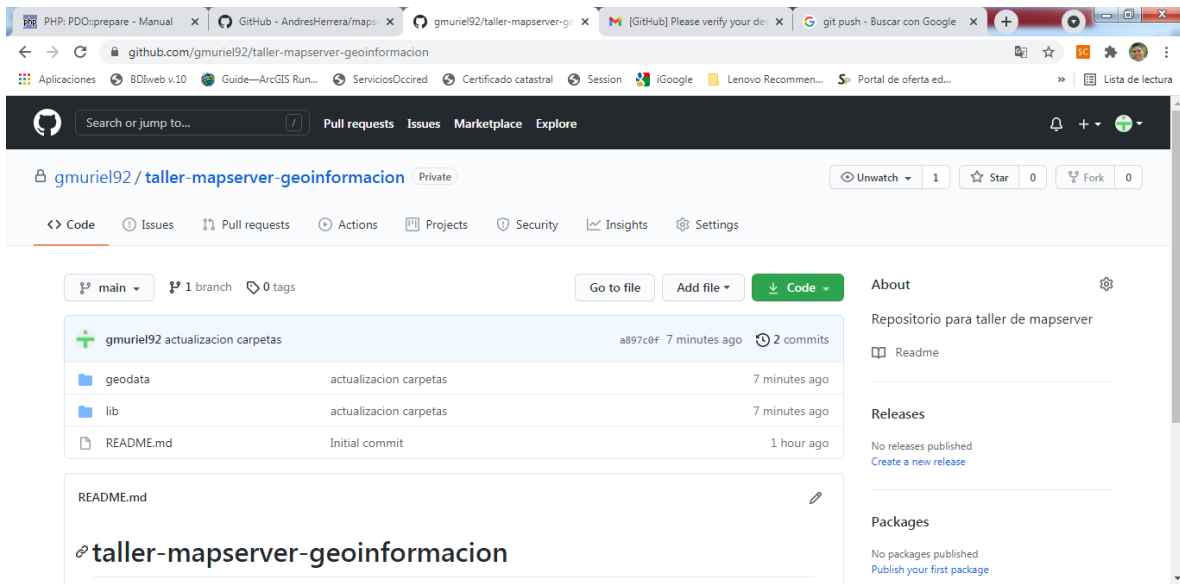 PHP: PDO::prepare - Manual
GitHub - AndresHerrera/maps
gmuriel92/taller-mapserver-ge
[GitHub] Please verify your de
git push - Buscar con Google
github.com/gmuriel92/taller-mapserver-geoinformacion
Aplicaciones BDIweb v.10 Guide—ArcGIS Run... ServiciosOccired Certificado catastral Session iGoogle Lenovo Recommen... Portal de oferta ed... » Lista de lectura
Search or jump to... / Pull requests Issues Marketplace Explore
gmuriel92 / taller-mapserver-geoinformacion Private
Unwatch 1 Star 0 Fork 0
<> Code Issues Pull requests Actions Projects Security Insights Settings
main 1 branch 0 tags Go to file Add file Code
gmuriel92 actualizacion carpetas a897c0f 7 minutes ago 2 commits
geodata actualizacion carpetas 7 minutes ago
lib actualizacion carpetas 7 minutes ago
README.md Initial commit 1 hour ago
README.md
taller-mapserver-geoinformacion
About
Repositorio para taller de mapserver
Readme
Releases
No releases published
Create a new release
Packages
No packages published
Publish your first package